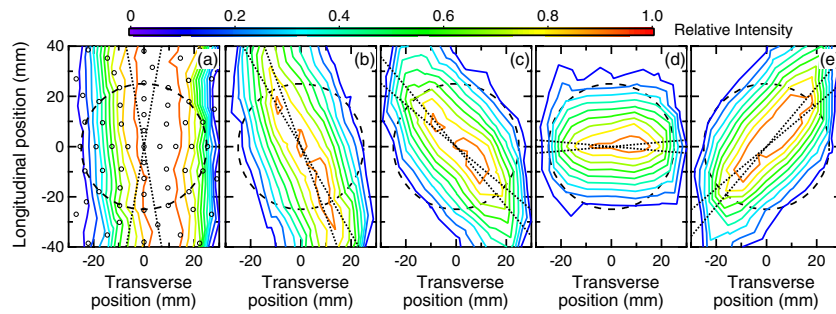 0 0.2 0.4 0.6 0.8 1.0 Relative Intensity
Longitudinal position (mm)
40 20 0 -20 -40
(a) (b) (c) (d) (e)
-20 0 20 -20 0 20 -20 0 20 -20 0 20 -20 0 20
Transverse Transverse Transverse Transverse Transverse
position (mm) position (mm) position (mm) position (mm) position (mm)